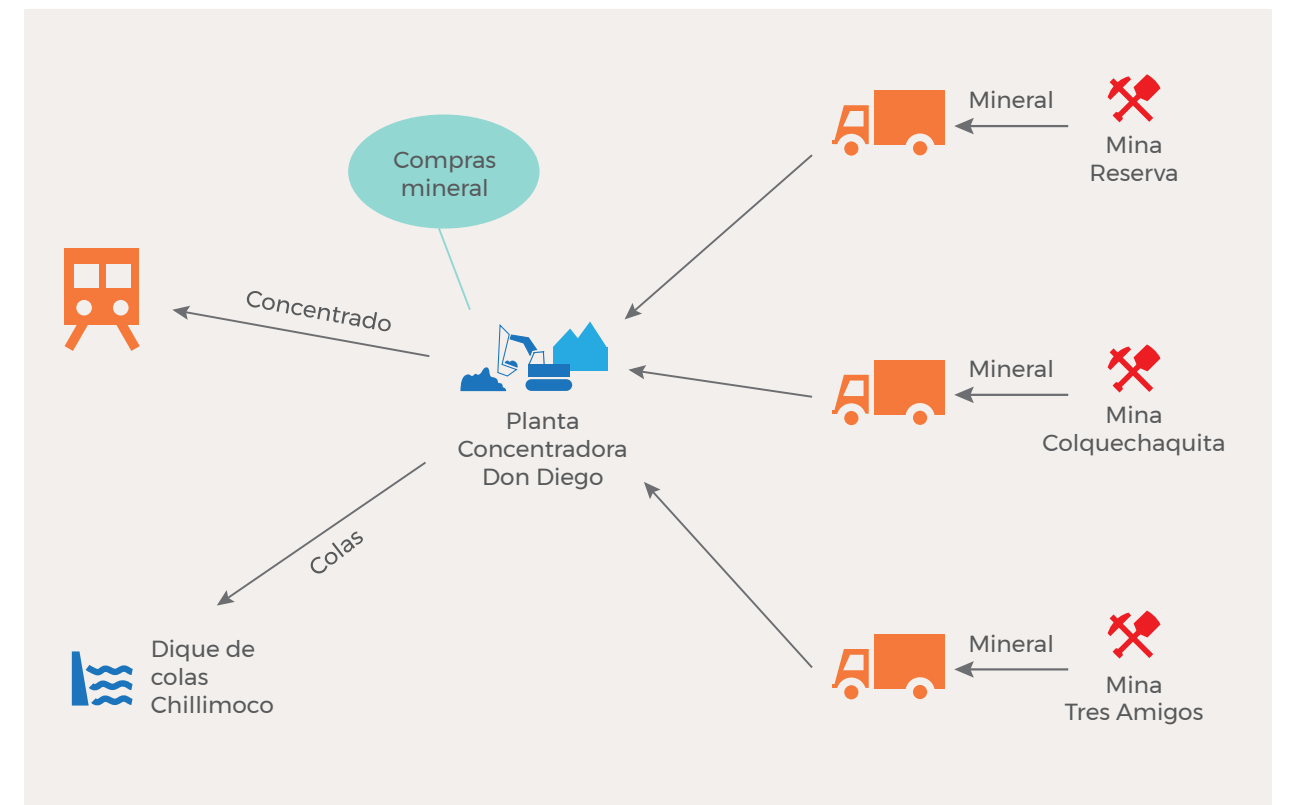 Compras
mineral
Concentrado
Planta
Concentradora
Don Diego
Colas
Dique de
colas
Chillimoco
Mineral
Mina
Reserva
Mineral
Mina
Colquechaquita
Mineral
Mina
Tres Amigos